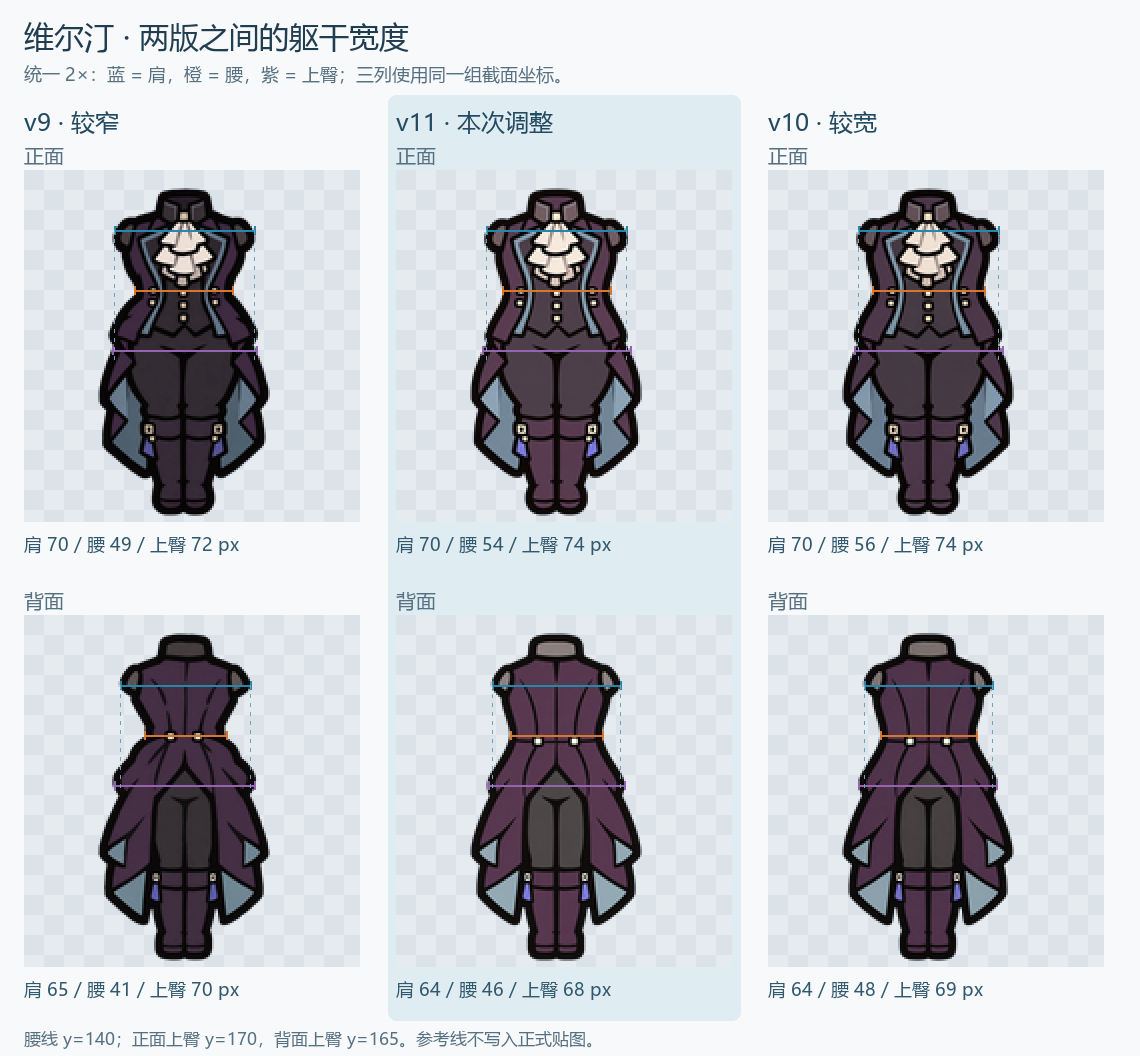 维尔汀 · 两版之间的躯干宽度
统一 2×：蓝 = 肩，橙 = 腰，紫 = 上臀；三列使用同一组截面坐标。
v9 · 较窄
v11 · 本次调整
v10 · 较宽
正面
正面
正面
肩 70 / 腰 49 / 上臀 72 px
肩 70 / 腰 54 / 上臀 74 px
肩 70 / 腰 56 / 上臀 74 px
背面
背面
背面
肩 65 / 腰 41 / 上臀 70 px
肩 64 / 腰 46 / 上臀 68 px
肩 64 / 腰 48 / 上臀 69 px
腰线 y=140；正面上臀 y=170，背面上臀 y=165。参考线不写入正式贴图。